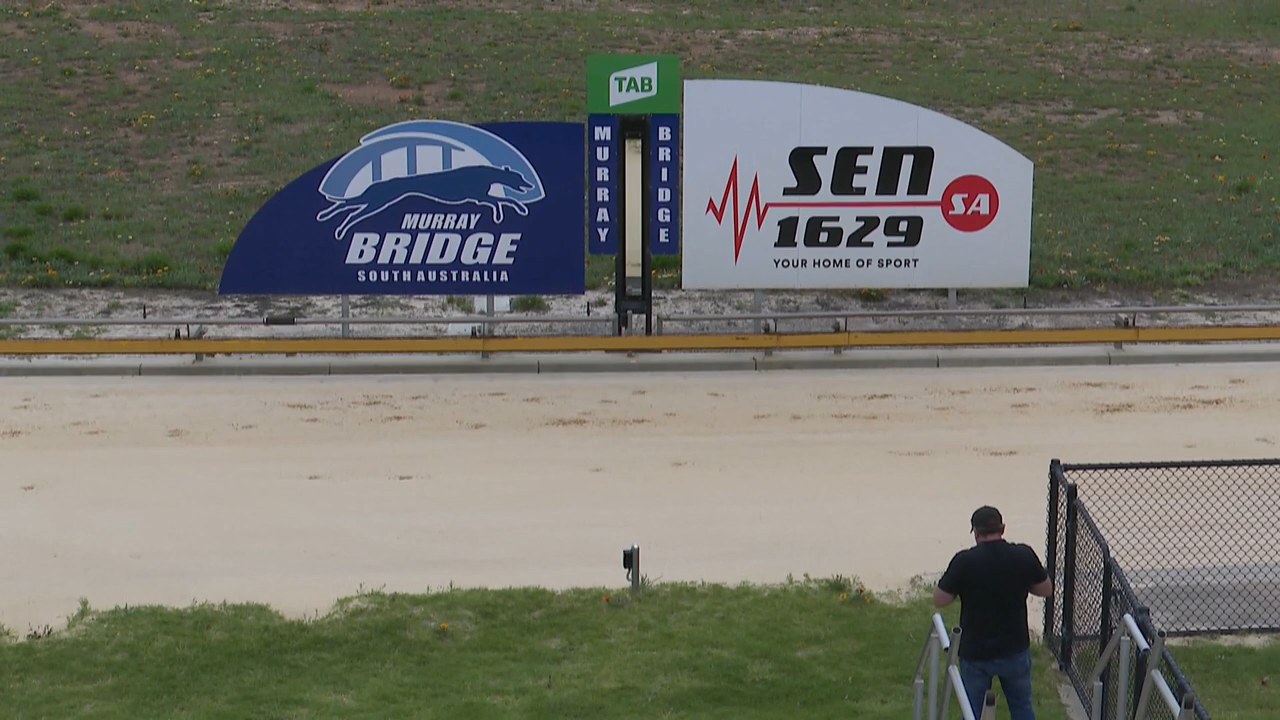 TAB
MURRAY
BRIDGE
MURRAY
BRIDGE
SOUTH AUSTRALIA
SEN
SA
1629
YOUR HOME OF SPORT